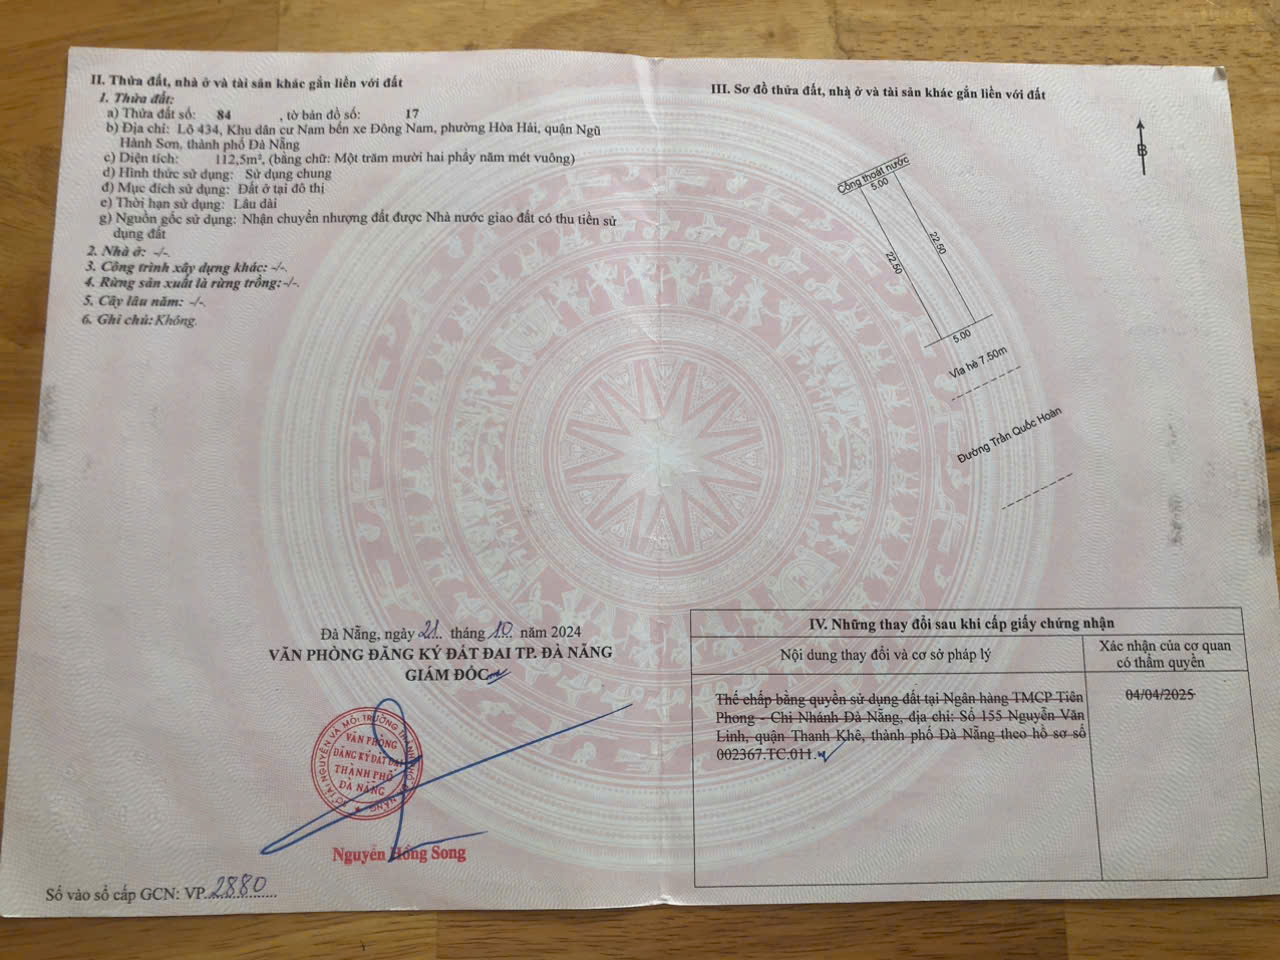 II. Thửa đất, nhà ở và tài sản khác gắn liền với đất
1. Thửa đất:
a) Thửa đất số: 84 , tờ bản đồ số: 17
b) Địa chỉ: Lô 434, Khu dân cư Nam bến xe Đông Nam, phường Hòa Hải, quận Ngũ
Hành Sơn, thành phố Đà Nẵng
c) Diện tích: 112,5m², (bằng chữ: Một trăm mười hai phẩy năm mét vuông)
d) Hình thức sử dụng: Sử dụng chung
đ) Mục đích sử dụng: Đất ở tại đô thị
e) Thời hạn sử dụng: Lâu dài
g) Nguồn gốc sử dụng: Nhận chuyển nhượng đất được Nhà nước giao đất có thu tiền sử
dụng đất
2. Nhà ở: -/-.
3. Công trình xây dựng khác: -/-.
4. Rừng sản xuất là rừng trồng: -/-.
5. Cây lâu năm: -/-.
6. Ghi chú: Không.
Đà Nẵng, ngày 21 tháng 10 năm 2024
VĂN PHÒNG ĐĂNG KÝ ĐẤT ĐAI TP. ĐÀ NẴNG
GIÁM ĐỐC
VĂN PHÒNG
ĐĂNG KÝ ĐẤT ĐAI
THÀNH PHỐ
ĐÀ NẴNG
Nguyễn Hồng Song
Số vào sổ cấp GCN: VP 2880
III. Sơ đồ thửa đất, nhà ở và tài sản khác gắn liền với đất
B
Cống thoát nước
5.00
22.50
22.50
5.00
Vỉa hè 7.50m
Đường Trần Quốc Hoàn
IV. Những thay đổi sau khi cấp giấy chứng nhận
Nội dung thay đổi và cơ sở pháp lý
Xác nhận của cơ quan
có thẩm quyền
Thế chấp bằng quyền sử dụng đất tại Ngân hàng TMCP Tiên
Phong - Chi Nhánh Đà Nẵng, địa chỉ: Số 155 Nguyễn Văn
Linh, quận Thanh Khê, thành phố Đà Nẵng theo hồ sơ số
002367.TC.011.
04/04/2025